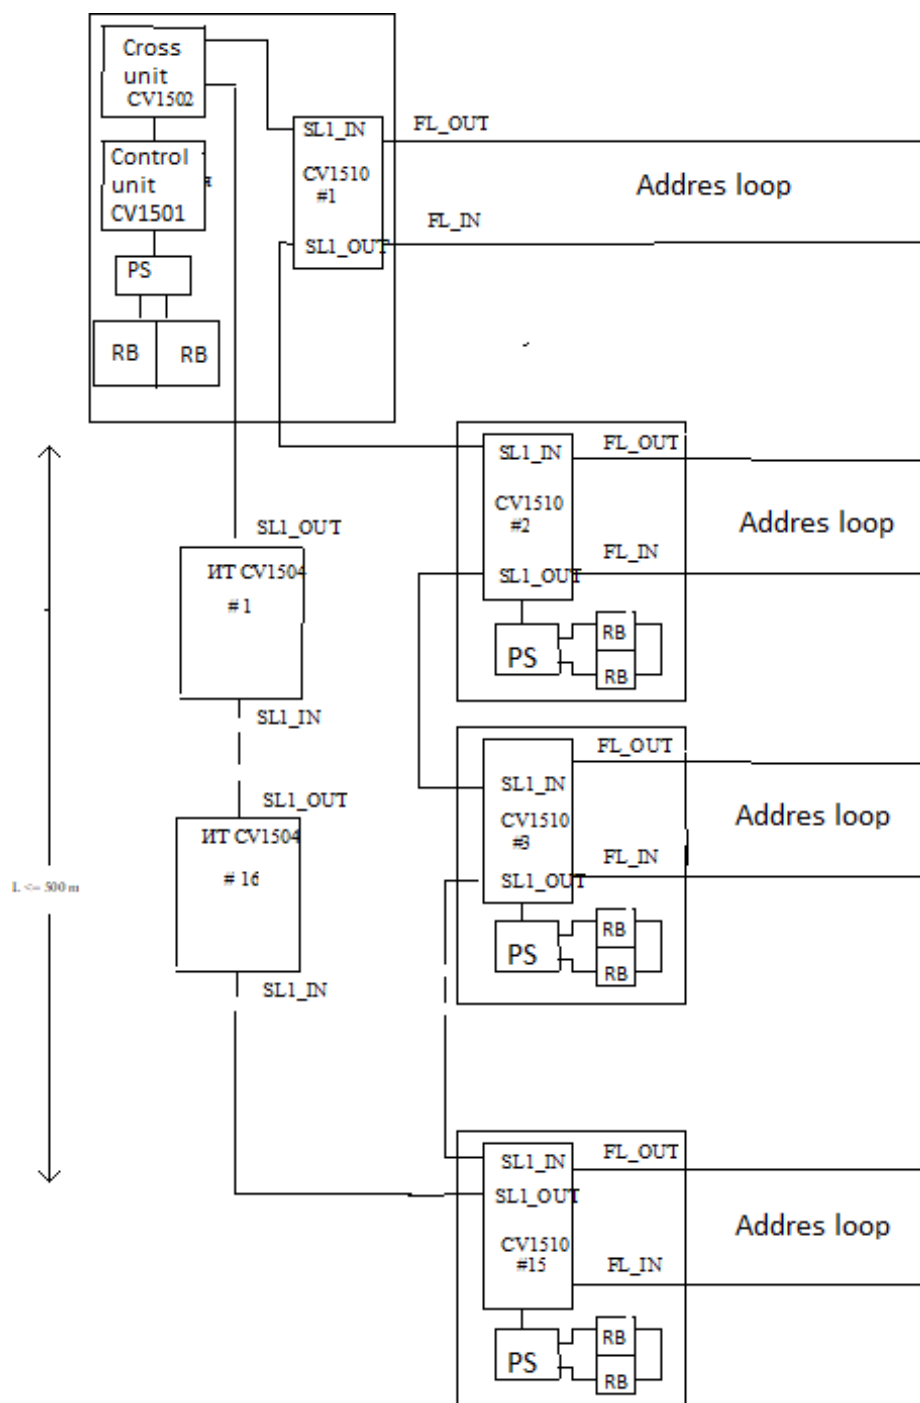 Cross
unit
CV1502
Control
unit
CV1501
PS
RB RB
SL1_IN
CV1510
#1
SL1_OUT
FL_OUT
Addres loop
FL_IN
SL1_IN
CV1510
#2
SL1_OUT
FL_OUT
Addres loop
FL_IN
PS
RB
RB
SL1_OUT
ИТ CV1504
# 1
SL1_IN
SL1_OUT
ИТ CV1504
# 16
SL1_IN
L <= 500 m
SL1_IN
CV1510
#3
SL1_OUT
FL_OUT
Addres loop
FL_IN
PS
RB
RB
SL1_IN
SL1_OUT
CV1510
#15
FL_OUT
Addres loop
FL_IN
PS
RB
RB